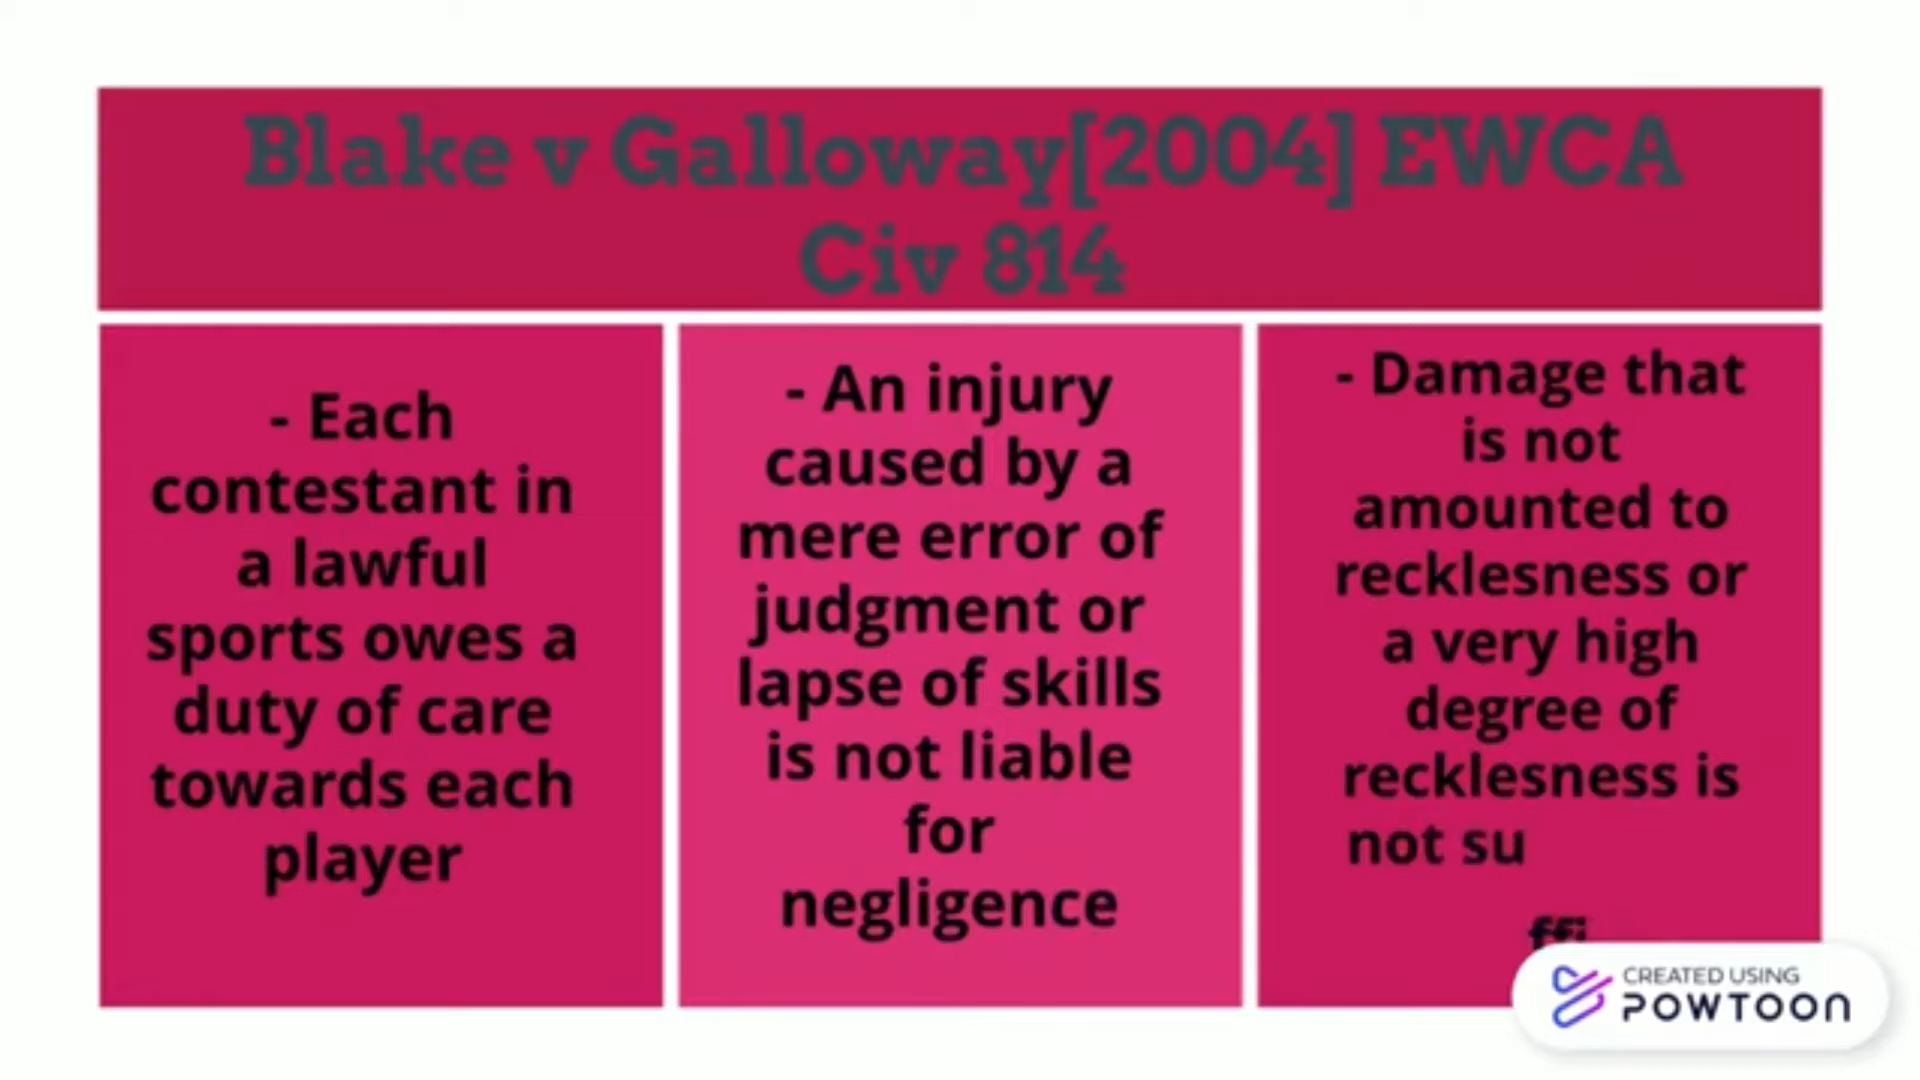 Blake v Galloway[2004] EWCA
Civ 814
- Each
contestant in
a lawful
sports owes a
duty of care
towards each
player
- An injury
caused by a
mere error of
judgment or
lapse of skills
is not liable
for
negligence
- Damage that
is not
amounted to
recklesness or
a very high
degree of
recklesness is
not su
ffi
CREATED USING
POWTOON